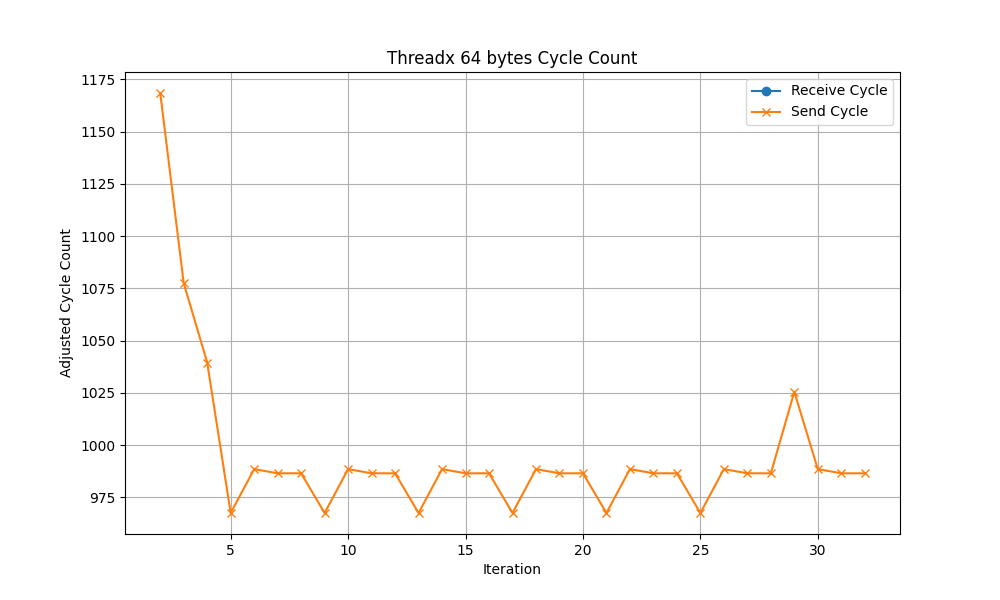 Threadx 64 bytes Cycle Count
Receive Cycle
Send Cycle
Adjusted Cycle Count
1175
1150
1125
1100
1075
1050
1025
1000
975
5 10 15 20 25 30
Iteration